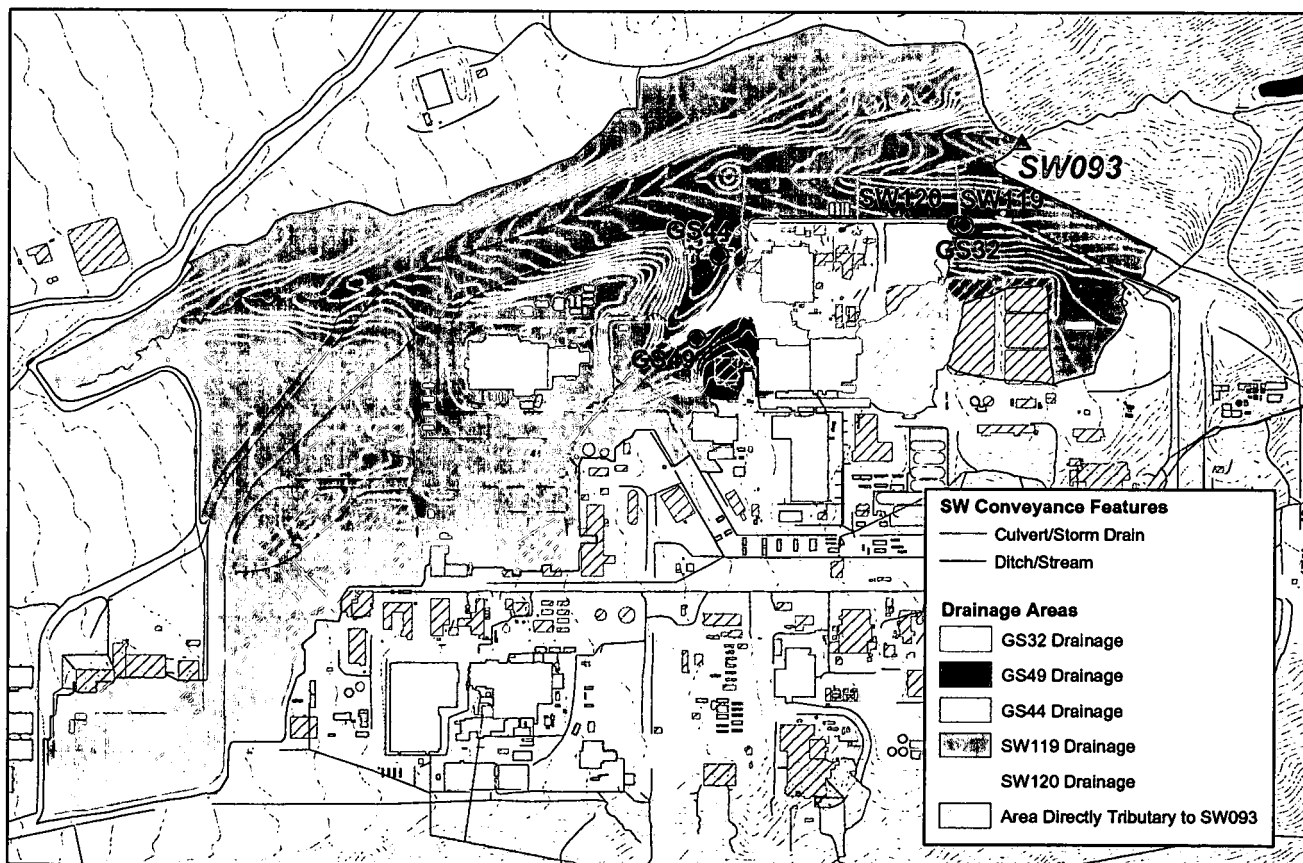 SW093
SW120
SW119
GS44
GS32
GS49
SW Conveyance Features
Culvert/Storm Drain
Ditch/Stream
Drainage Areas
GS32 Drainage
GS49 Drainage
GS44 Drainage
SW119 Drainage
SW120 Drainage
Area Directly Tributary to SW093